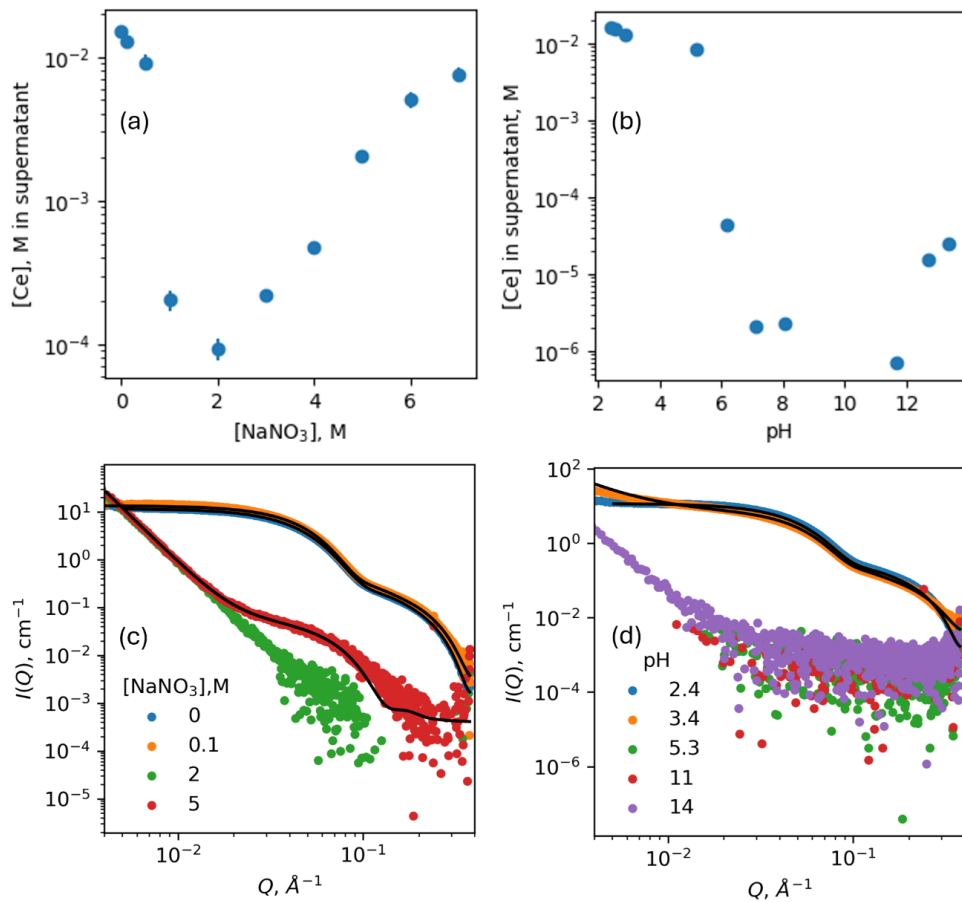 [Ce], M in supernatant
10⁻²
10⁻³
10⁻⁴
(a)
0 2 4 6
[NaNO₃], M
[Ce] in supernatant, M
10⁻²
10⁻³
10⁻⁴
10⁻⁵
10⁻⁶
(b)
2 4 6 8 10 12
pH
I(Q), cm⁻¹
10¹
10⁰
10⁻¹
10⁻²
10⁻³
10⁻⁴
10⁻⁵
(c)
[NaNO₃],M
0
0.1
2
5
10⁻² 10⁻¹
Q, Å⁻¹
I(Q), cm⁻¹
10²
10⁰
10⁻²
10⁻⁴
10⁻⁶
(d)
pH
2.4
3.4
5.3
11
14
10⁻² 10⁻¹
Q, Å⁻¹